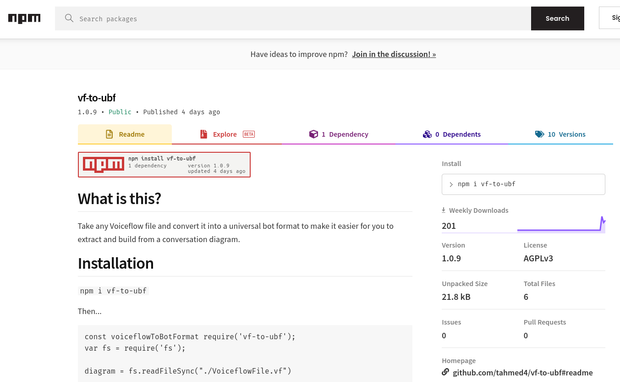 npm
Search packages
Search
Sig
Have ideas to improve npm? Join in the discussion! »
vf-to-ubf
1.0.9 • Public • Published 4 days ago
Readme
Explore BETA
1 Dependency
0 Dependents
10 Versions
npm
npm install vf-to-ubf
1 dependency version 1.0.9
updated 4 days ago
What is this?
Take any Voiceflow file and convert it into a universal bot format to make it easier for you to
extract and build from a conversation diagram.
Installation
npm i vf-to-ubf
Then...
const voiceflowToBotFormat require('vf-to-ubf');
var fs = require('fs');
diagram = fs.readFileSync("./VoiceflowFile.vf")
Install
> npm i vf-to-ubf
Weekly Downloads
201
Version License
1.0.9 AGPLv3
Unpacked Size Total Files
21.8 kB 6
Issues Pull Requests
0 0
Homepage
github.com/tahmed4/vf-to-ubf#readme